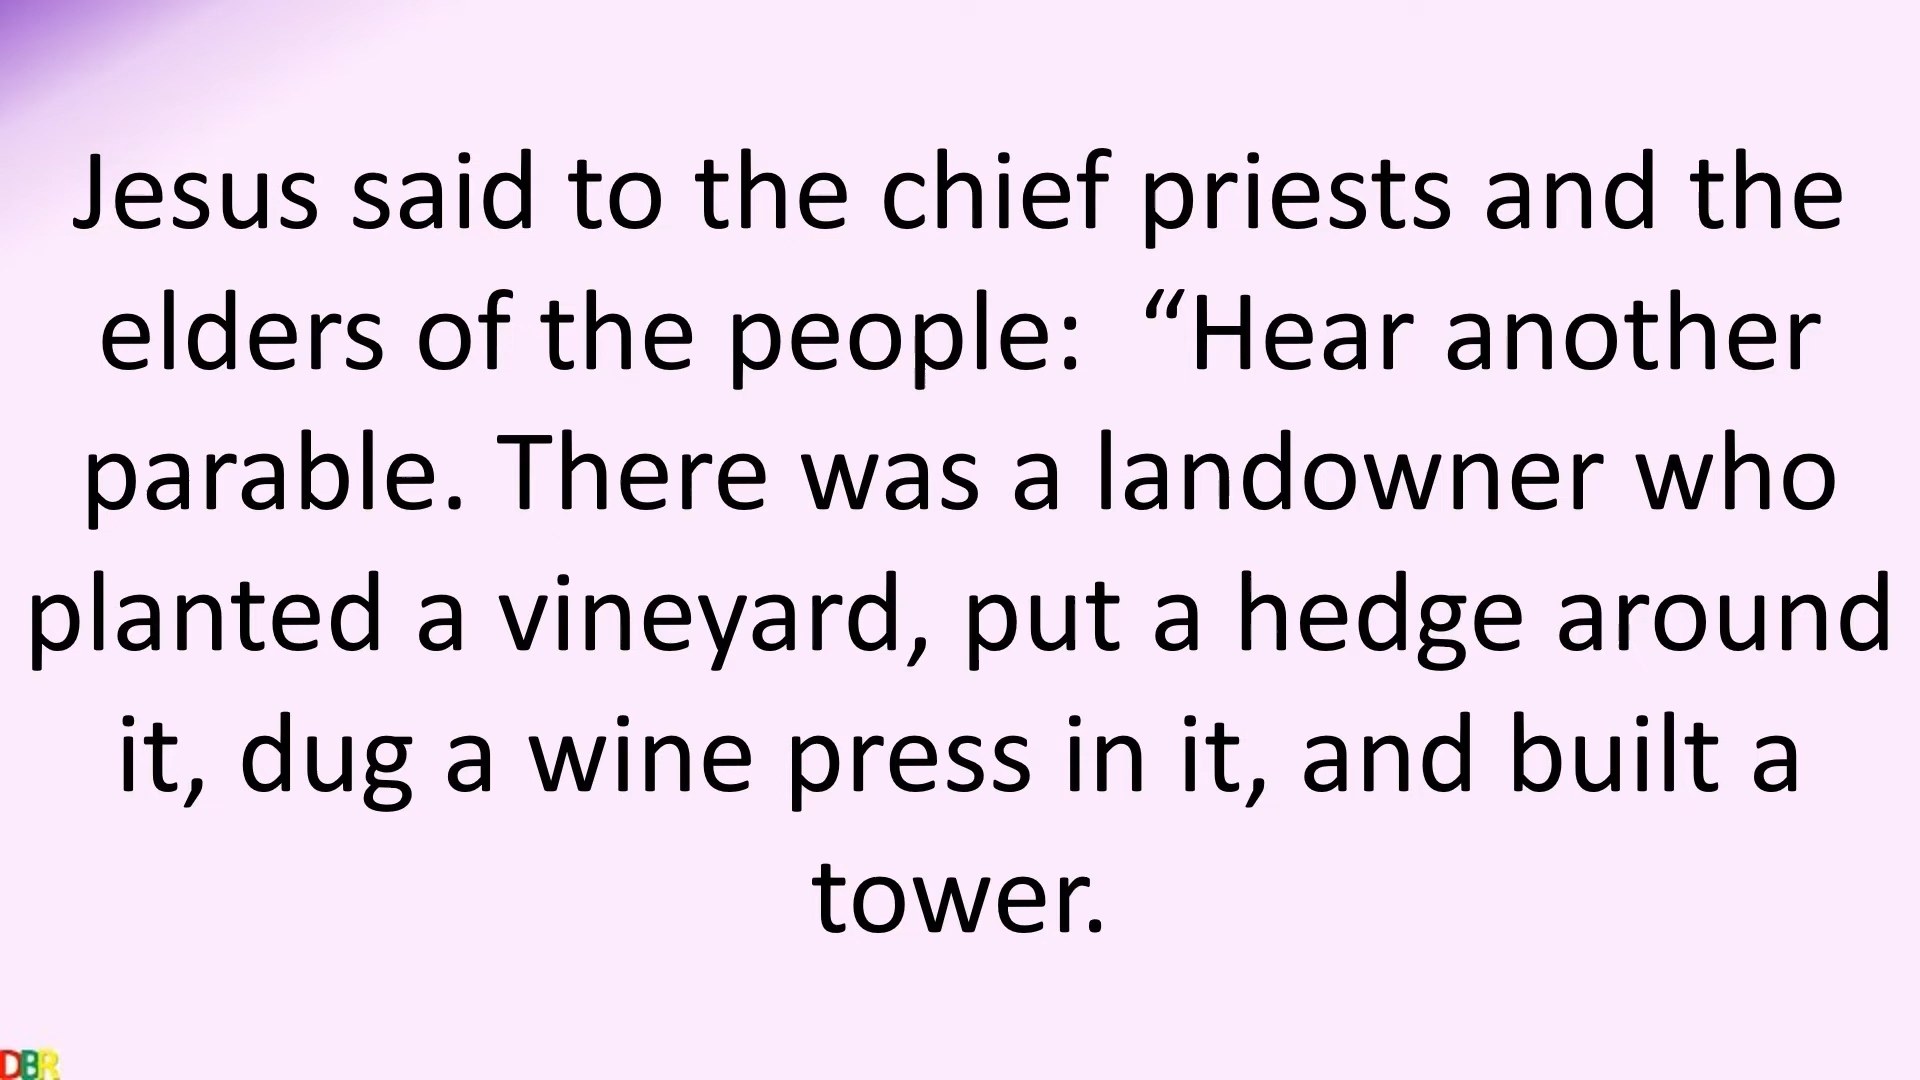 Jesus said to the chief priests and the
elders of the people:  “Hear another
parable. There was a landowner who
planted a vineyard, put a hedge around
it, dug a wine press in it, and built a
tower.
DBR